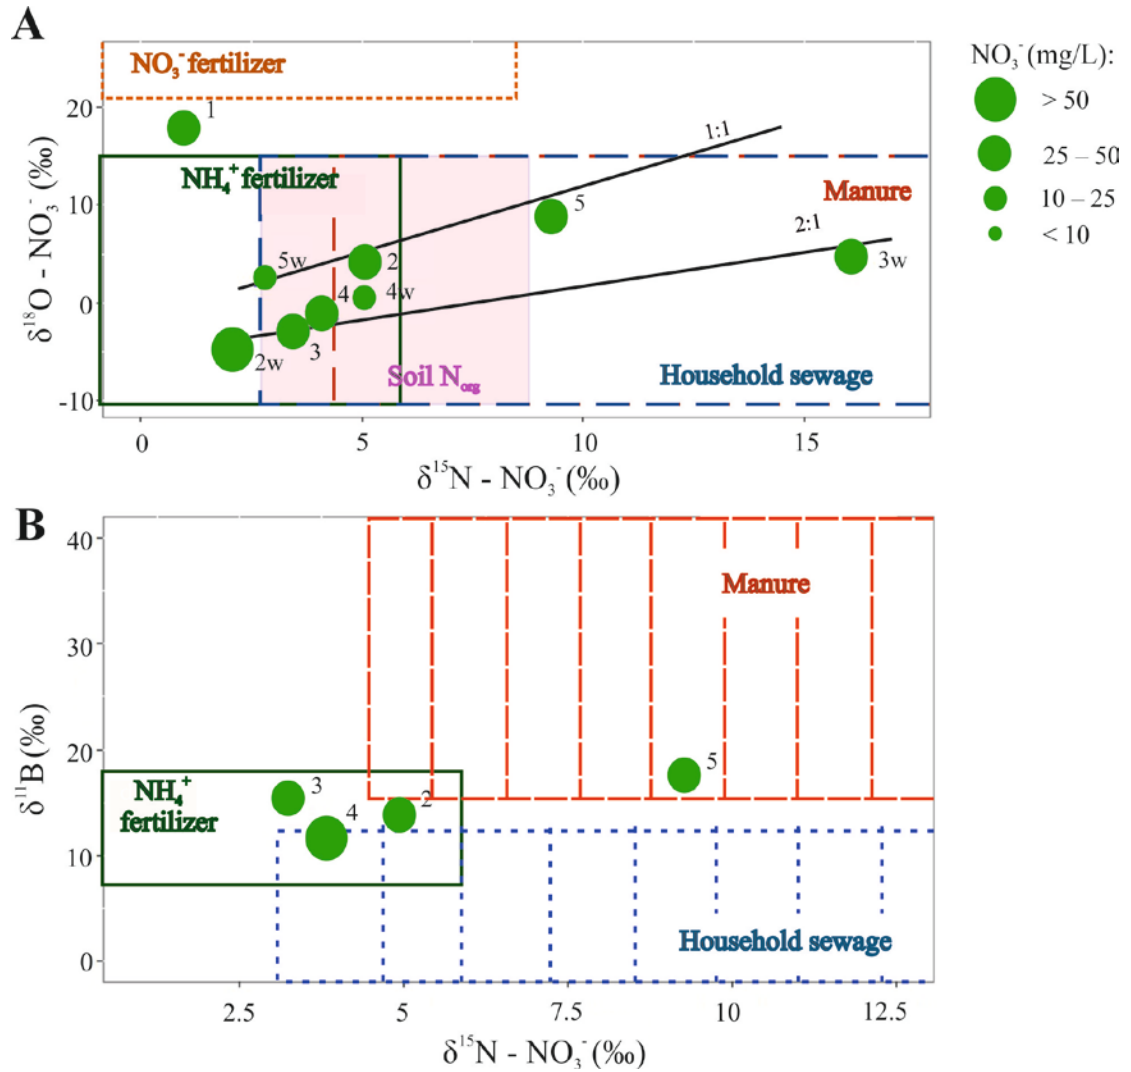 A
NO₃⁻ fertilizer
NO₃⁻ (mg/L):
> 50
25 – 50
10 – 25
< 10
20
10
0
-10
δ¹⁸O - NO₃⁻ (‰)
1
1:1
NH₄⁺ fertilizer
Manure
5
2:1
5w
2
3w
4
4w
2w
3
Soil Norg
Household sewage
0
5
10
15
δ¹⁵N - NO₃⁻ (‰)
B
40
30
20
10
0
δ¹¹B (‰)
Manure
5
NH₄⁺
fertilizer
3
4
2
Household sewage
2.5
5
7.5
10
12.5
δ¹⁵N - NO₃⁻ (‰)